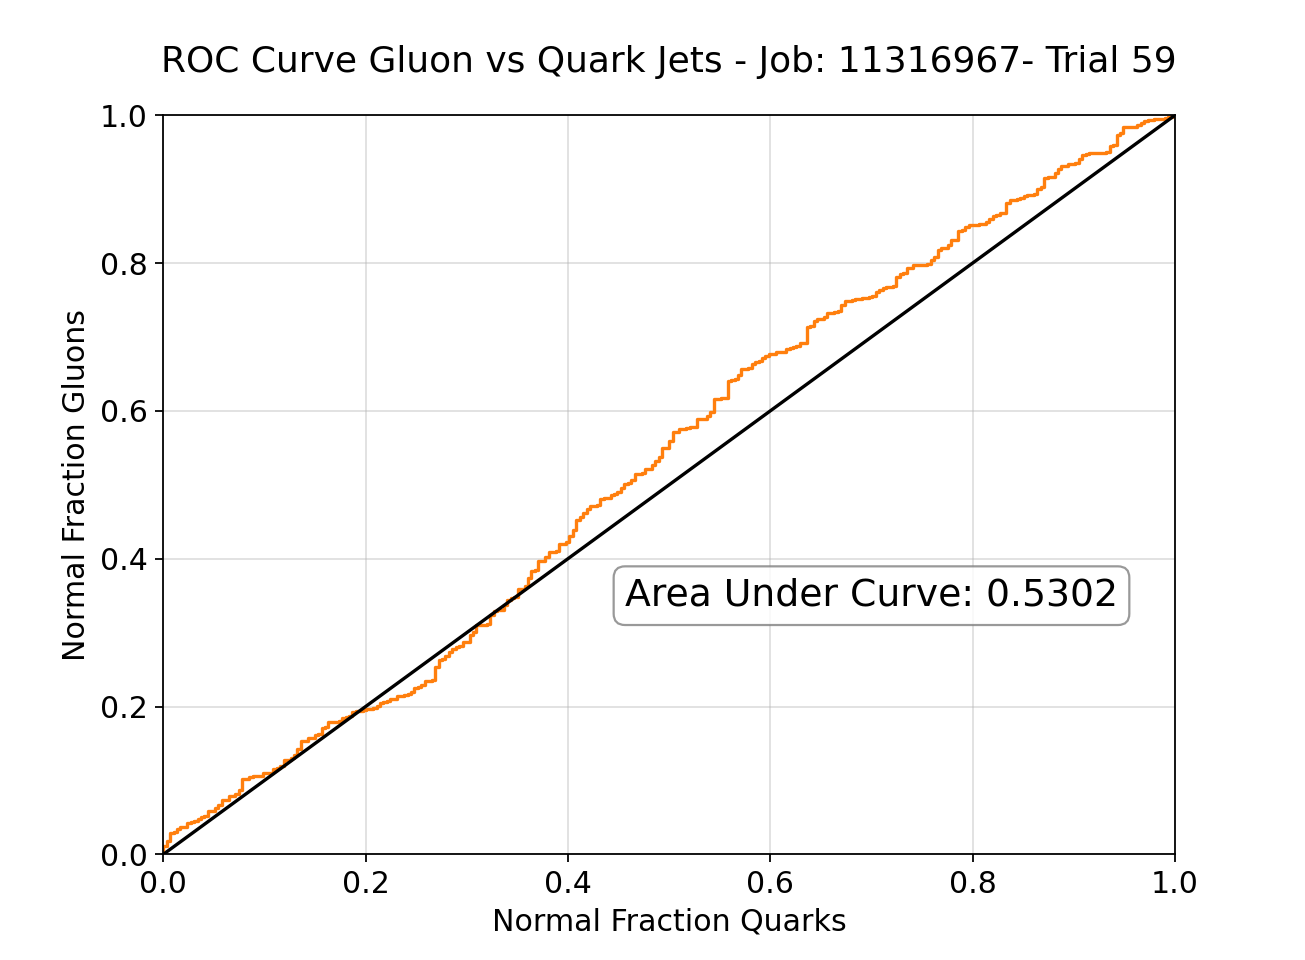 ROC Curve Gluon vs Quark Jets - Job: 11316967- Trial 59
1.0
0.8
0.6
0.4
0.2
0.0
Normal Fraction Gluons
Area Under Curve: 0.5302
0.0 0.2 0.4 0.6 0.8 1.0
Normal Fraction Quarks